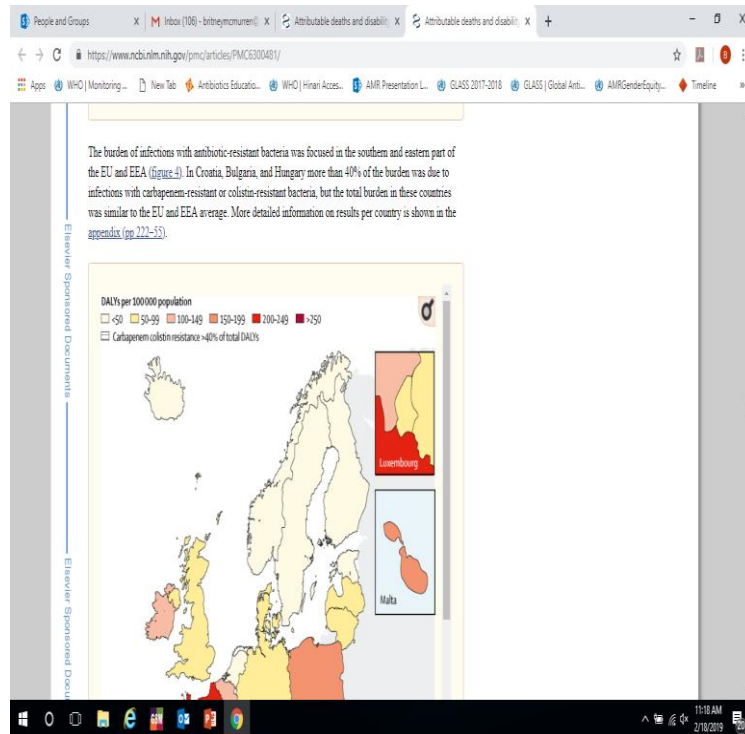 People and Groups
Inbox (106) - britneymcmurren@
Attributable deaths and disabilit
Attributable deaths and disabilit
https://www.ncbi.nlm.nih.gov/pmc/articles/PMC6300481/
Apps WHO | Monitoring ... New Tab Antibiotics Educatio... WHO | Hinari Acces... AMR Presentation L... GLASS 2017-2018 GLASS | Global Anti... AMRGenderEquity... Timeline »
The burden of infections with antibiotic-resistant bacteria was focused in the southern and eastern part of
the EU and EEA (figure 4). In Croatia, Bulgaria, and Hungary more than 40% of the burden was due to
infections with carbapenem-resistant or colistin-resistant bacteria, but the total burden in these countries
was similar to the EU and EEA average. More detailed information on results per country is shown in the
appendix (pp 222–55).
Elsevier Sponsored Documents
Elsevier Sponsored Docu
DALYs per 100 000 population
<50 50–99 100–149 150–199 200–249 >250
Carbapenem colistin resistance >40% of total DALYs
Luxembourg
Malta
11:18 AM
2/18/2019